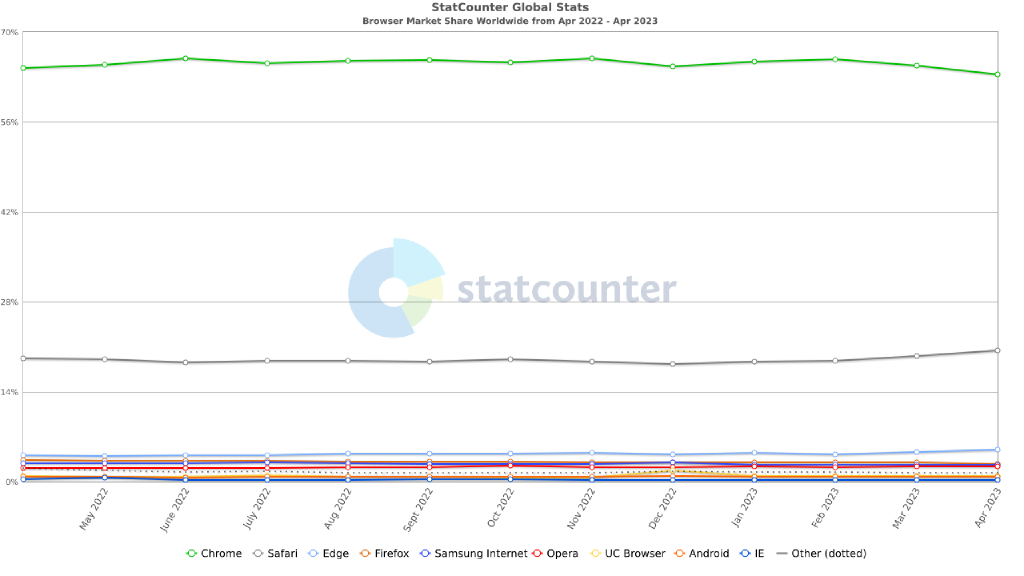 StatCounter Global Stats
Browser Market Share Worldwide from Apr 2022 - Apr 2023
70%
56%
42%
28%
14%
0%
statcounter
May 2022
June 2022
July 2022
Aug 2022
Sept 2022
Oct 2022
Nov 2022
Dec 2022
Jan 2023
Feb 2023
Mar 2023
Apr 2023
Chrome Safari Edge Firefox Samsung Internet Opera UC Browser Android IE Other (dotted)